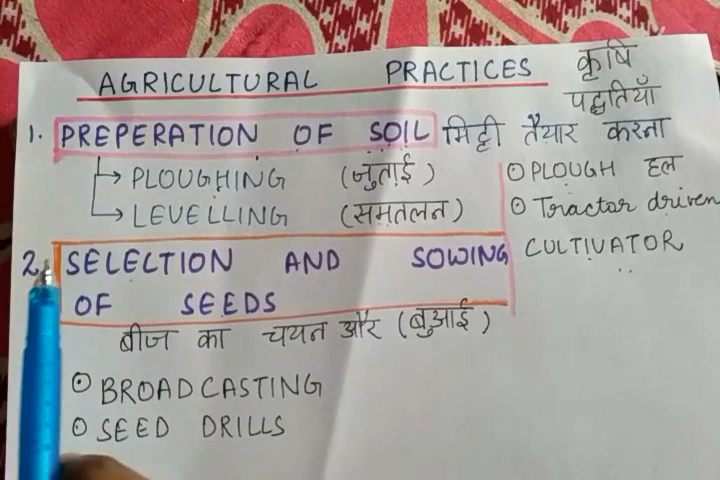 AGRICULTURAL PRACTICES कृषि
पद्धतियाँ
1. PREPERATION OF SOIL मिट्टी तैयार करना
PLOUGHING (जुताई)
LEVELLING (समतलन)
PLOUGH हल
Tractor driven
CULTIVATOR
2. SELECTION AND SOWING
OF SEEDS
बीज का चयन और (बुआई)
BROADCASTING
SEED DRILLS